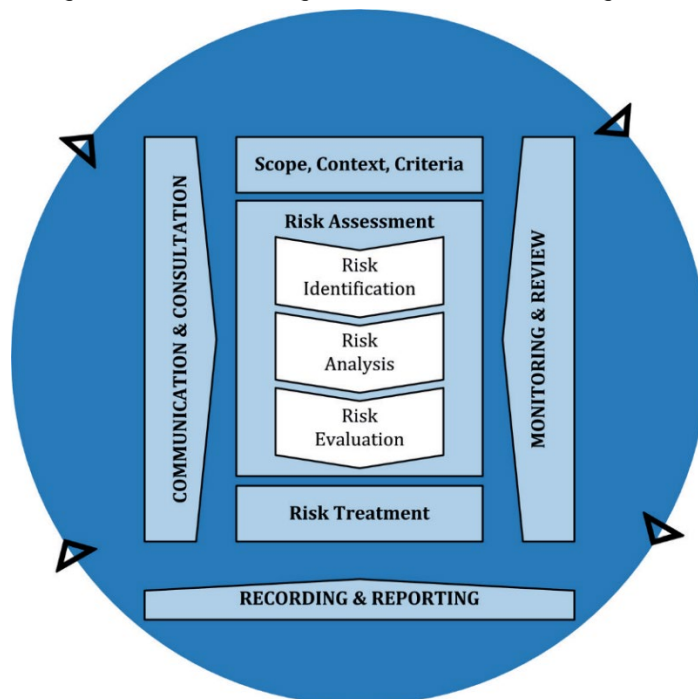 Scope, Context, Criteria
Risk Assessment
Risk
Identification
Risk
Analysis
Risk
Evaluation
Risk Treatment
COMMUNICATION & CONSULTATION
MONITORING & REVIEW
RECORDING & REPORTING